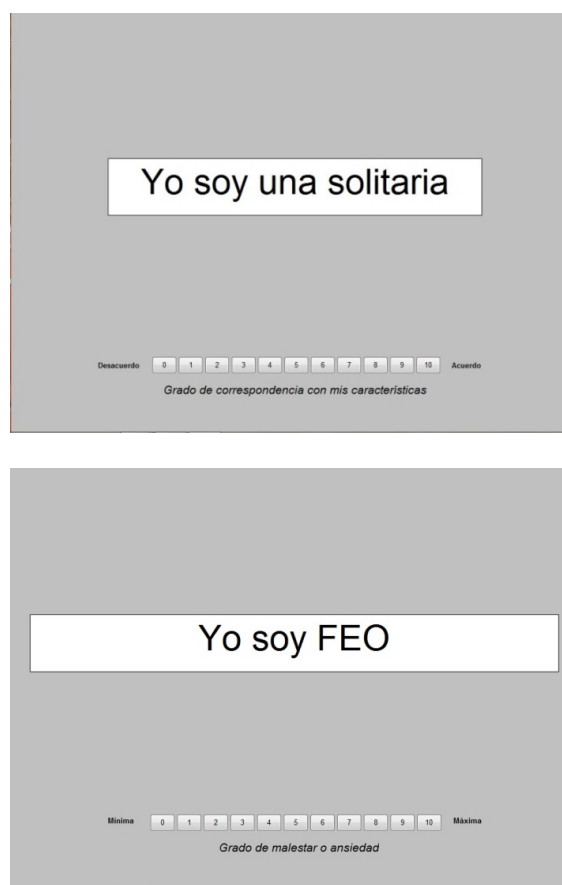 Yo soy una solitaria
Desacuerdo 0 1 2 3 4 5 6 7 8 9 10 Acuerdo
Grado de correspondencia con mis características
Yo soy FEO
Mínima 0 1 2 3 4 5 6 7 8 9 10 Máxima
Grado de malestar o ansiedad